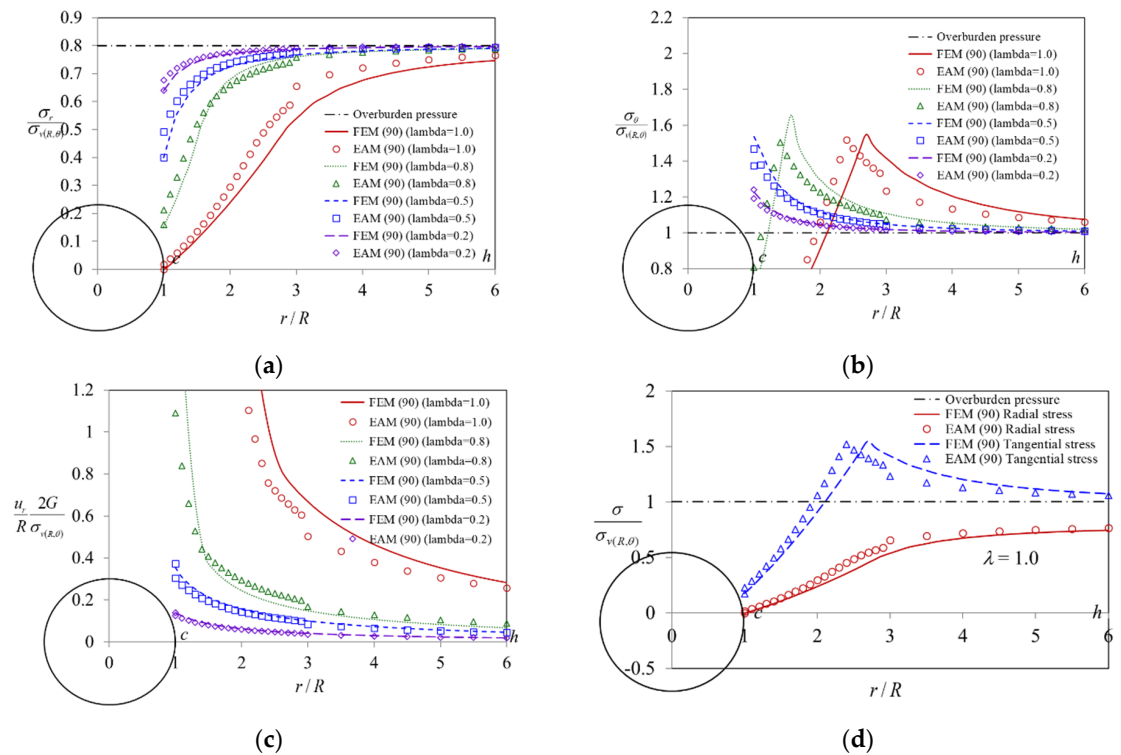 0.9
0.8
0.7
0.6
0.5
0.4
0.3
0.2
0.1
0
σr
σv(R,θ)
Overburden pressure
FEM (90) (lambda=1.0)
EAM (90) (lambda=1.0)
FEM (90) (lambda=0.8)
EAM (90) (lambda=0.8)
FEM (90) (lambda=0.5)
EAM (90) (lambda=0.5)
FEM (90) (lambda=0.2)
EAM (90) (lambda=0.2)
c
h
0 1 2 3 4 5 6
r / R
(a)
2.2
2
1.8
1.6
1.4
1.2
1
0.8
σθ
σv(R,θ)
Overburden pressure
FEM (90) (lambda=1.0)
EAM (90) (lambda=1.0)
FEM (90) (lambda=0.8)
EAM (90) (lambda=0.8)
FEM (90) (lambda=0.5)
EAM (90) (lambda=0.5)
FEM (90) (lambda=0.2)
EAM (90) (lambda=0.2)
c
h
0 1 2 3 4 5 6
r / R
(b)
1.2
1
0.8
0.6
0.4
0.2
0
ur 2G
R σv(R,θ)
FEM (90) (lambda=1.0)
EAM (90) (lambda=1.0)
FEM (90) (lambda=0.8)
EAM (90) (lambda=0.8)
FEM (90) (lambda=0.5)
EAM (90) (lambda=0.5)
FEM (90) (lambda=0.2)
EAM (90) (lambda=0.2)
c
h
0 1 2 3 4 5 6
r / R
(c)
2
1.5
1
0.5
0
-0.5
σ
σv(R,θ)
Overburden pressure
FEM (90) Radial stress
EAM (90) Radial stress
FEM (90) Tangential stress
EAM (90) Tangential stress
λ = 1.0
c
h
0 1 2 3 4 5 6
r / R
(d)